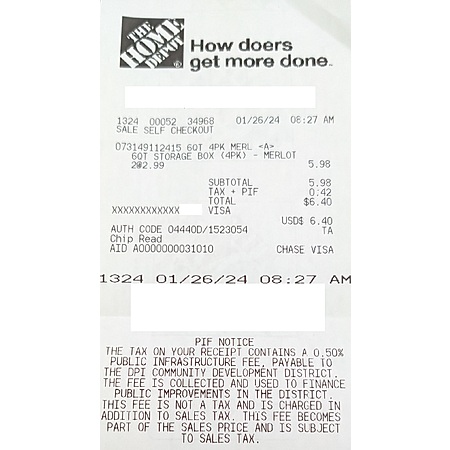 THE
HOME
DEPOT
How doers
get more done.
1324 00052 34968 01/26/24 08:27 AM
SALE SELF CHECKOUT
073149112415 6QT 4PK MERL <A>
6QT STORAGE BOX (4PK) - MERLOT
2@2.99 5.98
SUBTOTAL 5.98
TAX + PIF 0.42
TOTAL $6.40
XXXXXXXXXXXX VISA
USD$ 6.40
AUTH CODE 04440D/1523054 TA
Chip Read
AID A0000000031010 CHASE VISA
1324 01/26/24 08:27 AM
PIF NOTICE
THE TAX ON YOUR RECEIPT CONTAINS A 0.50%
PUBLIC INFRASTRUCTURE FEE, PAYABLE TO
THE DPI COMMUNITY DEVELOPMENT DISTRICT.
THE FEE IS COLLECTED AND USED TO FINANCE
PUBLIC IMPROVEMENTS IN THE DISTRICT.
THIS FEE IS NOT A TAX AND IS CHARGED IN
ADDITION TO SALES TAX. THIS FEE BECOMES
PART OF THE SALES PRICE AND IS SUBJECT
TO SALES TAX.